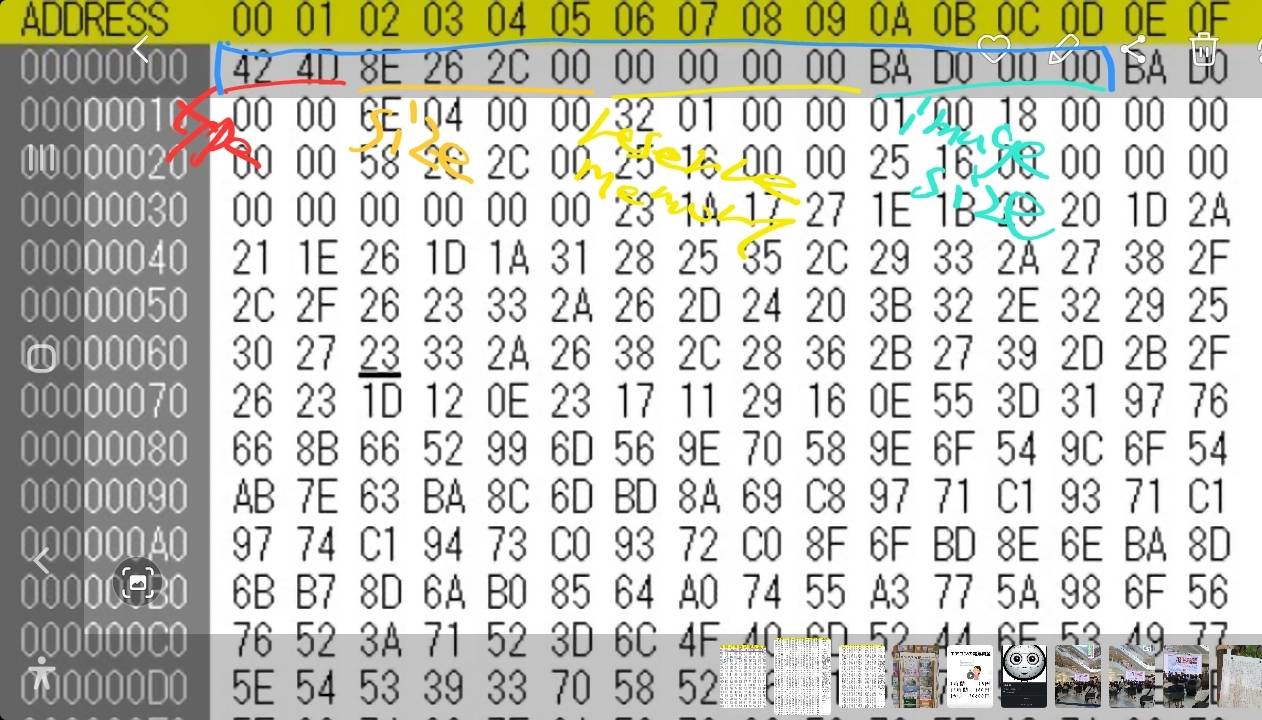 ADDRESS 00 01 02 03 04 05 06 07 08 09 0A 0B 0C 0D 0E 0F
00000000 42 4D 8E 26 2C 00 00 00 00 00 BA D0 00 00 BA D0
00000010 00 00 6E 04 00 00 32 01 00 00 01 00 18 00 00 00
00000020 00 00 58 2C 00 25 16 00 00 25 16 00 00 00 00
00000030 00 00 00 00 00 00 23 1A 17 27 1E 1B 29 20 1D 2A
00000040 21 1E 26 1D 1A 31 28 25 35 2C 29 33 2A 27 38 2F
00000050 2C 2F 26 23 33 2A 26 2D 24 20 3B 32 2E 32 29 25
00000060 30 27 23 33 2A 26 38 2C 28 36 2B 27 39 2D 2B 2F
00000070 26 23 1D 12 0E 23 17 11 29 16 0E 55 3D 31 97 76
00000080 66 8B 66 52 99 6D 56 9E 70 58 9E 6F 54 9C 6F 54
00000090 AB 7E 63 BA 8C 6D BD 8A 69 C8 97 71 C1 93 71 C1
000000A0 97 74 C1 94 73 C0 93 72 C0 8F 6F BD 8E 6E BA 8D
000000B0 6B B7 8D 6A B0 85 64 A0 74 55 A3 77 5A 98 6F 56
000000C0 76 52 3A 71 52 3D 6C 4F 40 6D 52 44 6E 53 49 77
000000D0 5E 54 53 39 33 70 58 52
size
reserve
memory
image
size